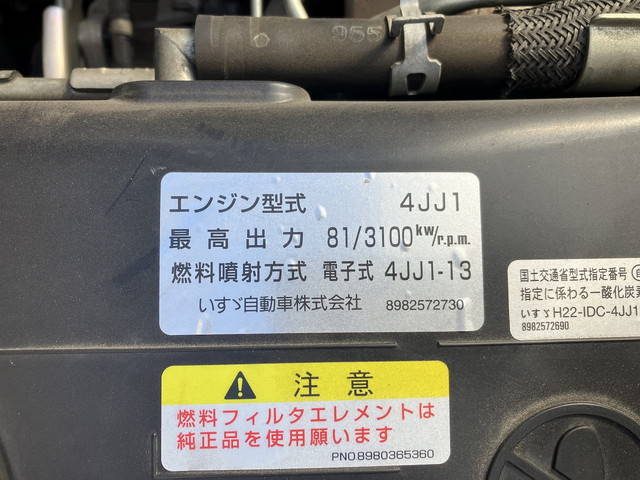 955
エンジン型式 4JJ1
最高出力 81/3100kw/r.p.m.
燃料噴射方式 電子式 4JJ1-13
いすゞ自動車株式会社 8982572730
国土交通省型式指定番号
指定に係わる一酸化炭素
いすゞH22-IDC-4JJ1
8982572690
注意
燃料フィルタエレメントは
純正品を使用願います
PNO.8980365360